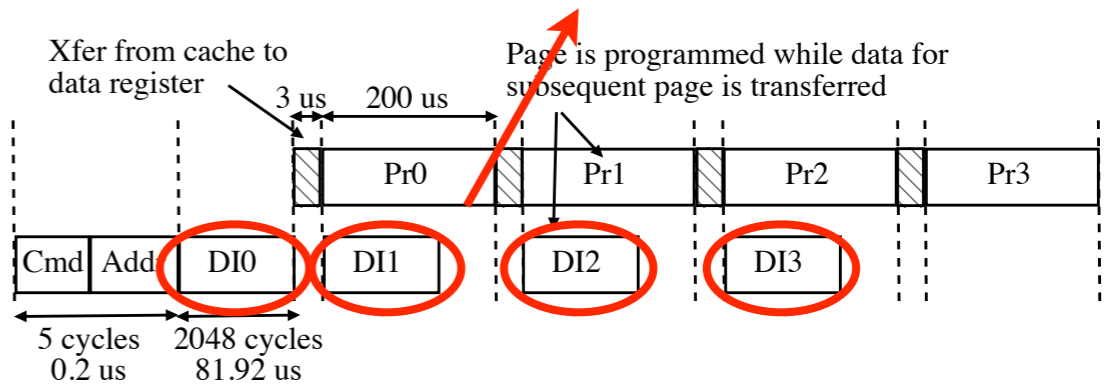 Xfer from cache to
data register
Page is programmed while data for
subsequent page is transferred
3 us
200 us
Pr0
Pr1
Pr2
Pr3
Cmd
Addr
DI0
DI1
DI2
DI3
5 cycles
0.2 us
2048 cycles
81.92 us